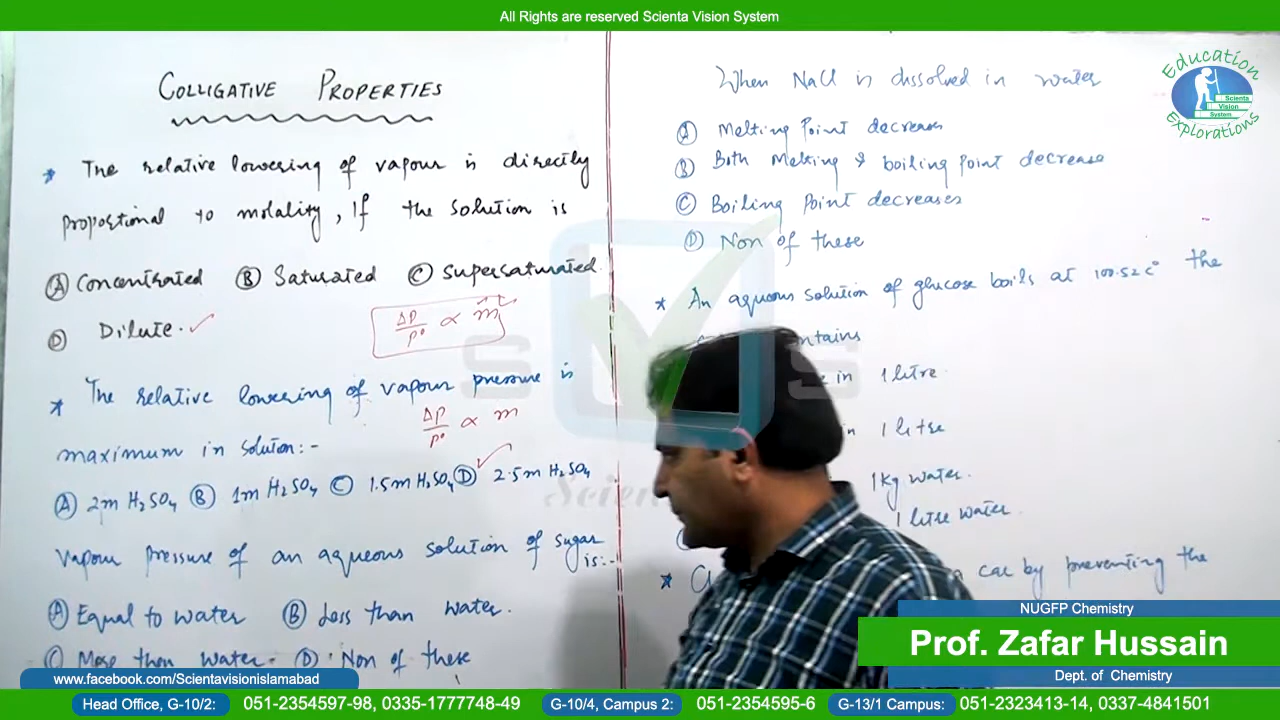 All Rights are reserved Scienta Vision System
COLLIGATIVE PROPERTIES
* The relative lowering of vapour is directly
propostional to molality, If the solution is
(A) Concentrated (B) Saturated (C) Supersaturated.
(D) Dilute. ✓
ΔP/P° ∝ m
* The relative lowering of vapour pressure is
ΔP/P° ∝ m
maximum in solution:-
(A) 2m H2SO4 (B) 1m H2SO4 (C) 1.5m H2SO4 (D) 2.5m H2SO4
vapour pressure of an aqueous solution of sugar
is:-
(A) Equal to water (B) Less than water.
(C) More than water. (D) Non of these
When NaCl is dissolved in water
(A) Melting Point decreases
(B) Both Melting & boiling point decrease
(C) Boiling Point decreases
(D) Non of these
* An aqueous solution of glucose boils at 100.52 C° the
contains
in 1 litre.
in 1 litre
1 Kg water.
1 litre water.
* car by preventing the
Education
Scienta
Vision
System
Explorations
SVS
NUGFP Chemistry
Prof. Zafar Hussain
Dept. of Chemistry
www.facebook.com/Scientavisionislamabad
Head Office, G-10/2: 051-2354597-98, 0335-1777748-49 G-10/4, Campus 2: 051-2354595-6 G-13/1 Campus: 051-2323413-14, 0337-4841501